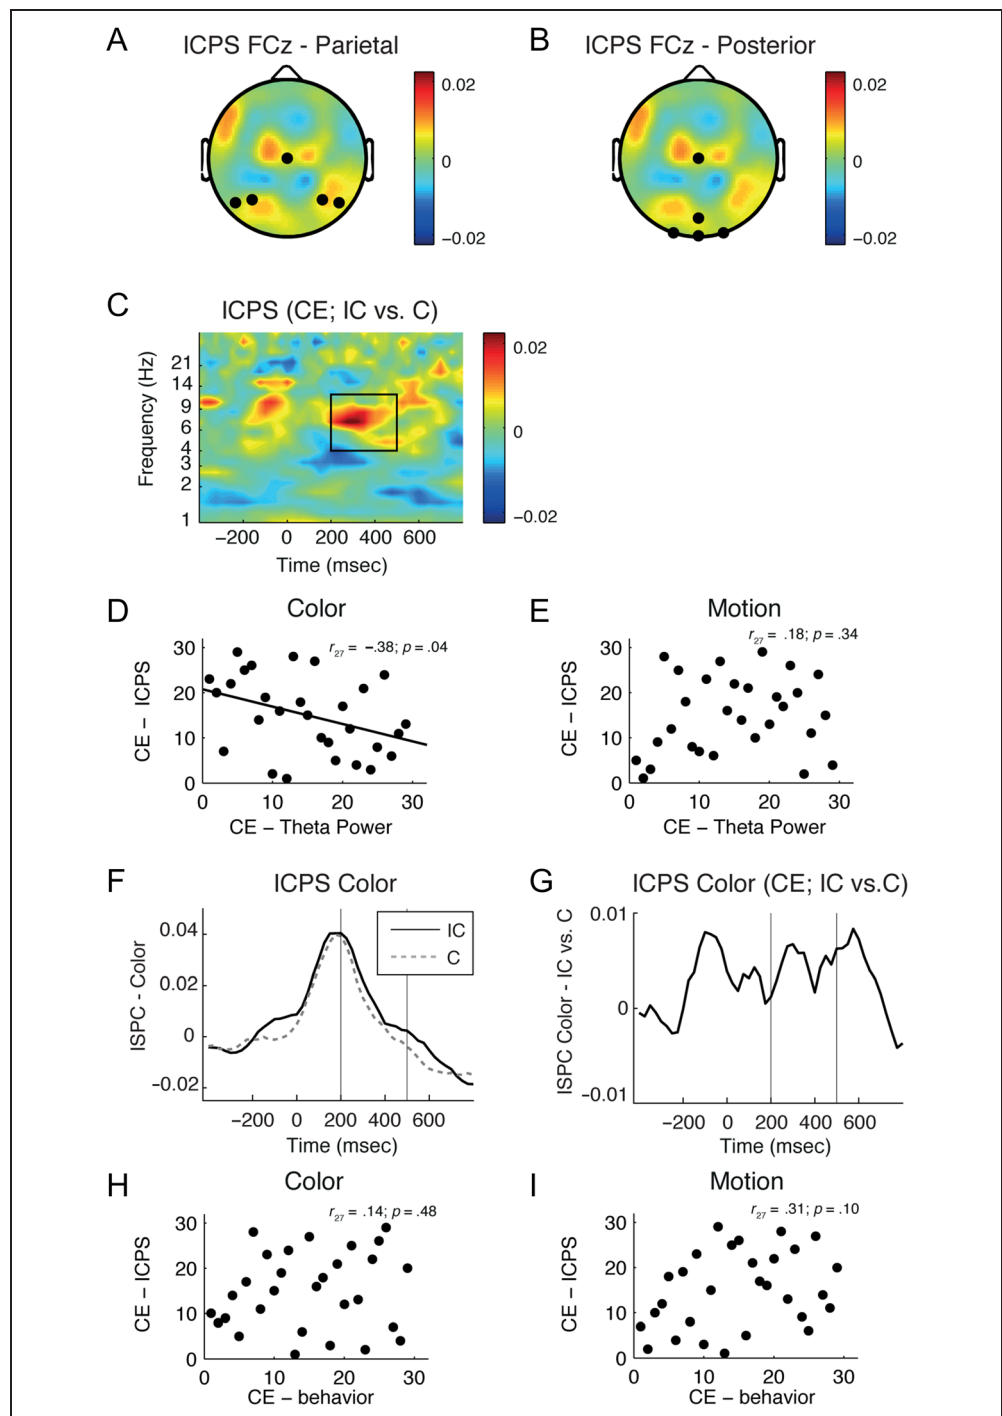 A
ICPS FCz - Parietal
0.02
0
−0.02
B
ICPS FCz - Posterior
0.02
0
−0.02
C
ICPS (CE; IC vs. C)
Frequency (Hz)
21
14
9
6
4
3
2
1
−200 0 200 400 600
Time (msec)
0.02
0
−0.02
D
Color
r27 = −.38; p = .04
CE − ICPS
30
20
10
0
0 10 20 30
CE − Theta Power
E
Motion
r27 = .18; p = .34
CE − ICPS
30
20
10
0
0 10 20 30
CE − Theta Power
F
ICPS Color
ISPC - Color
0.04
0.02
0
−0.02
IC
C
−200 0 200 400 600
Time (msec)
G
ICPS Color (CE; IC vs.C)
ISPC Color - IC vs. C
0.01
0
−0.01
−200 0 200 400 600
Time (msec)
H
Color
r27 = .14; p = .48
CE − ICPS
30
20
10
0
0 10 20 30
CE − behavior
I
Motion
r27 = .31; p = .10
CE − ICPS
30
20
10
0
0 10 20 30
CE − behavior